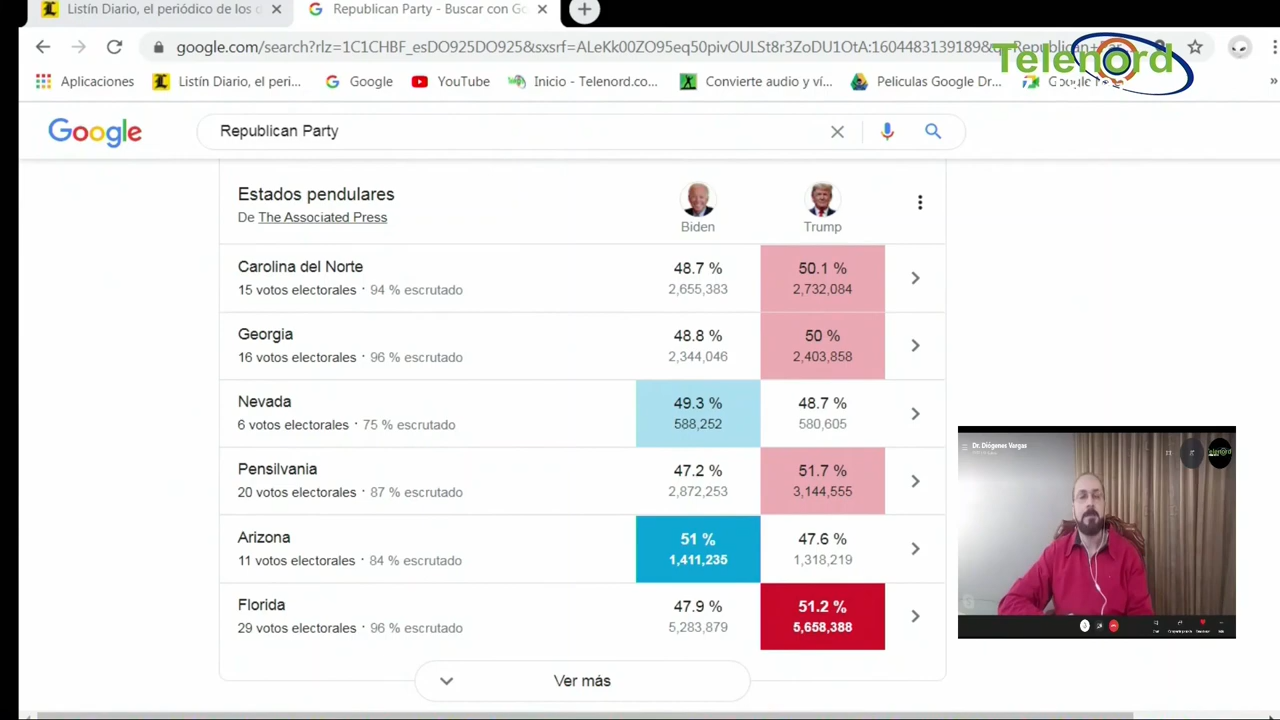 Listín Diario, el periódico de los d
Republican Party - Buscar con Go
google.com/search?rlz=1C1CHBF_esDO925DO925&sxsrf=ALeKk00ZO95eq50pivOULSt8r3ZoDU1OtA:1604483139189&q=Republican+Par
Telenord
Aplicaciones
Listín Diario, el peri...
Google
YouTube
Inicio - Telenord.co...
Convierte audio y ví...
Peliculas Google Dr...
Google
Google
Republican Party
Estados pendulares
De The Associated Press
Biden
Trump
Carolina del Norte
15 votos electorales · 94 % escrutado
48.7 %
2,655,383
50.1 %
2,732,084
Georgia
16 votos electorales · 96 % escrutado
48.8 %
2,344,046
50 %
2,403,858
Nevada
6 votos electorales · 75 % escrutado
49.3 %
588,252
48.7 %
580,605
Pensilvania
20 votos electorales · 87 % escrutado
47.2 %
2,872,253
51.7 %
3,144,555
Arizona
11 votos electorales · 84 % escrutado
51 %
1,411,235
47.6 %
1,318,219
Florida
29 votos electorales · 96 % escrutado
47.9 %
5,283,879
51.2 %
5,658,388
Ver más
Dr. Diógenes Vargas
Telenord